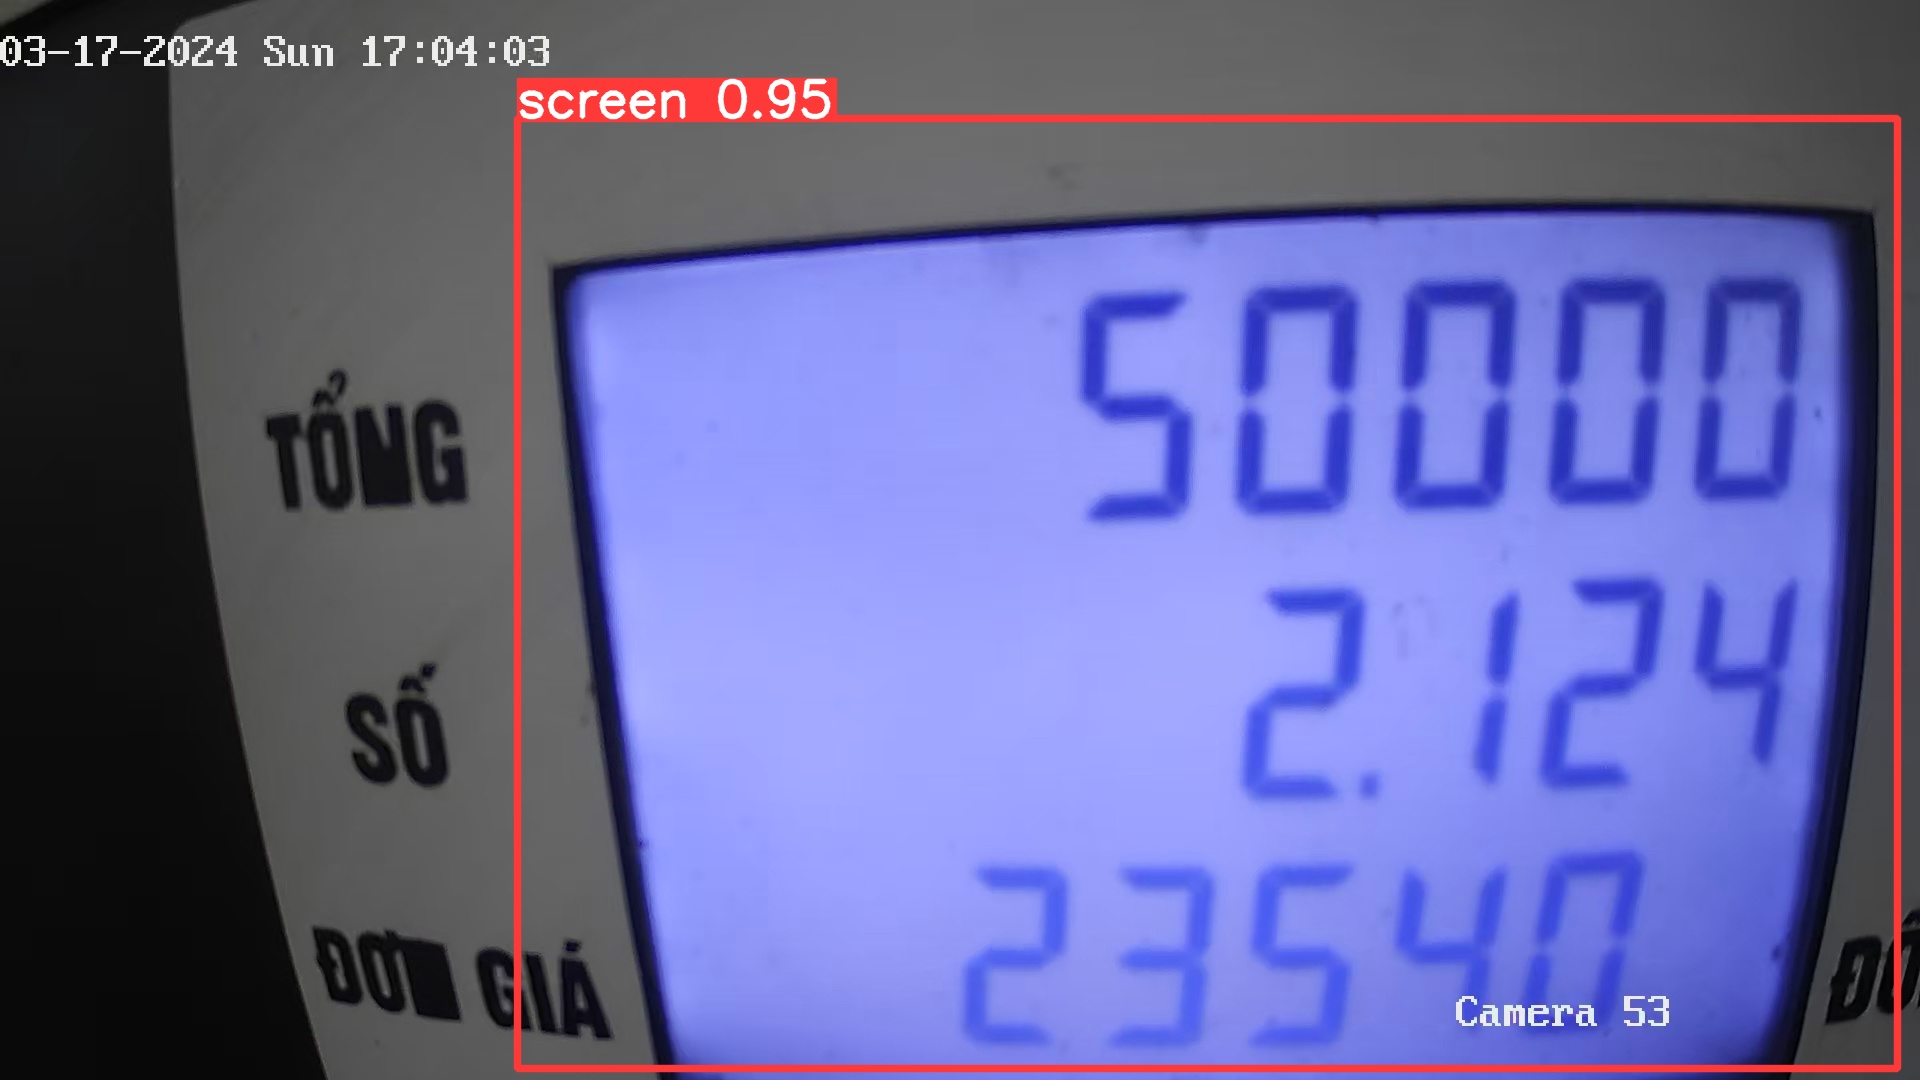 03-17-2024 Sun 17:04:03
screen 0.95
TỔNG 50000
SỐ 2.124
ĐƠN GIÁ 23540
Camera 53